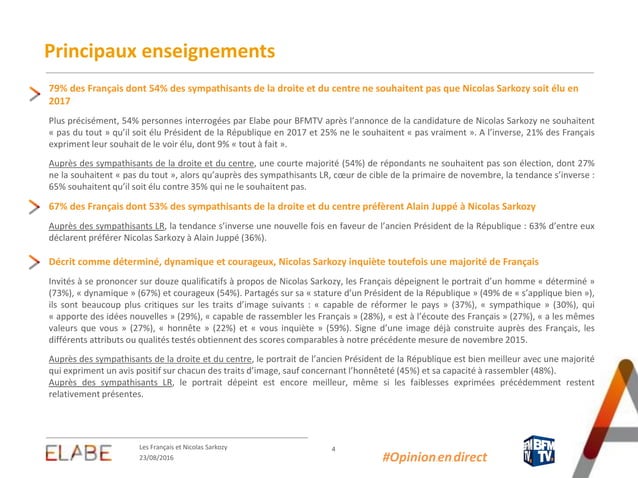 Principaux enseignements
79% des Français dont 54% des sympathisants de la droite et du centre ne souhaitent pas que Nicolas Sarkozy soit élu en
2017
Plus précisément, 54% personnes interrogées par Elabe pour BFMTV après l’annonce de la candidature de Nicolas Sarkozy ne souhaitent
« pas du tout » qu’il soit élu Président de la République en 2017 et 25% ne le souhaitent « pas vraiment ». A l’inverse, 21% des Français
expriment leur souhait de le voir élu, dont 9% « tout à fait ».
Auprès des sympathisants de la droite et du centre, une courte majorité (54%) de répondants ne souhaitent pas son élection, dont 27%
ne la souhaitent « pas du tout », alors qu’auprès des sympathisants LR, cœur de cible de la primaire de novembre, la tendance s’inverse :
65% souhaitent qu’il soit élu contre 35% qui ne le souhaitent pas.
67% des Français dont 53% des sympathisants de la droite et du centre préfèrent Alain Juppé à Nicolas Sarkozy
Auprès des sympathisants LR, la tendance s’inverse une nouvelle fois en faveur de l’ancien Président de la République : 63% d’entre eux
déclarent préférer Nicolas Sarkozy à Alain Juppé (36%).
Décrit comme déterminé, dynamique et courageux, Nicolas Sarkozy inquiète toutefois une majorité de Français
Invités à se prononcer sur douze qualificatifs à propos de Nicolas Sarkozy, les Français dépeignent le portrait d’un homme « déterminé »
(73%), « dynamique » (67%) et courageux (54%). Partagés sur sa « stature d’un Président de la République » (49% de « s’applique bien »),
ils sont beaucoup plus critiques sur les traits d’image suivants : « capable de réformer le pays » (37%), « sympathique » (30%), qui
« apporte des idées nouvelles » (29%), « capable de rassembler les Français » (28%), « est à l’écoute des Français » (27%), « a les mêmes
valeurs que vous » (27%), « honnête » (22%) et « vous inquiète » (59%). Signe d’une image déjà construite auprès des Français, les
différents attributs ou qualités testés obtiennent des scores comparables à notre précédente mesure de novembre 2015.
Auprès des sympathisants de la droite et du centre, le portrait de l’ancien Président de la République est bien meilleur avec une majorité
qui expriment un avis positif sur chacun des traits d’image, sauf concernant l’honnêteté (45%) et sa capacité à rassembler (48%).
Auprès des sympathisants LR, le portrait dépeint est encore meilleur, même si les faiblesses exprimées précédemment restent
relativement présentes.
ELABE
Les Français et Nicolas Sarkozy
23/08/2016
4
#Opinion en direct
BFM
TV.